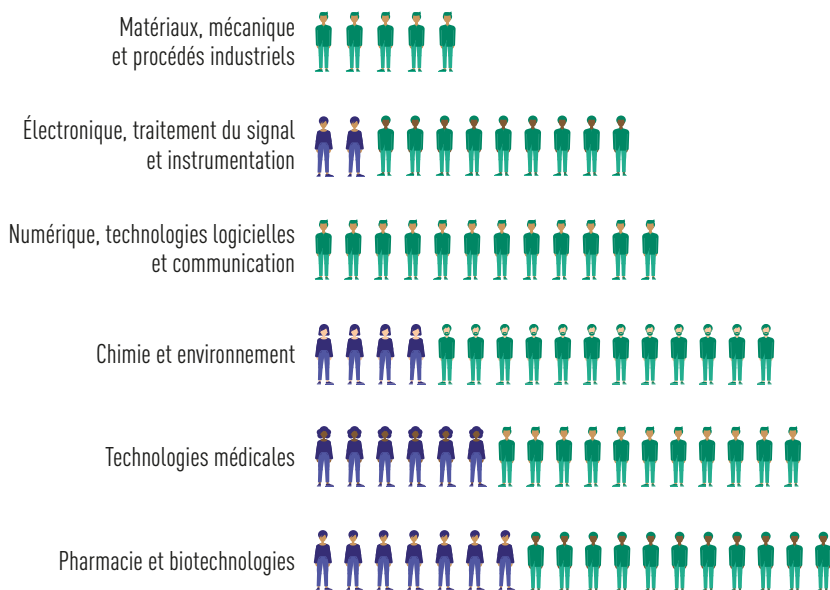 Matériaux, mécanique
et procédés industriels
Électronique, traitement du signal
et instrumentation
Numérique, technologies logicielles
et communication
Chimie et environnement
Technologies médicales
Pharmacie et biotechnologies